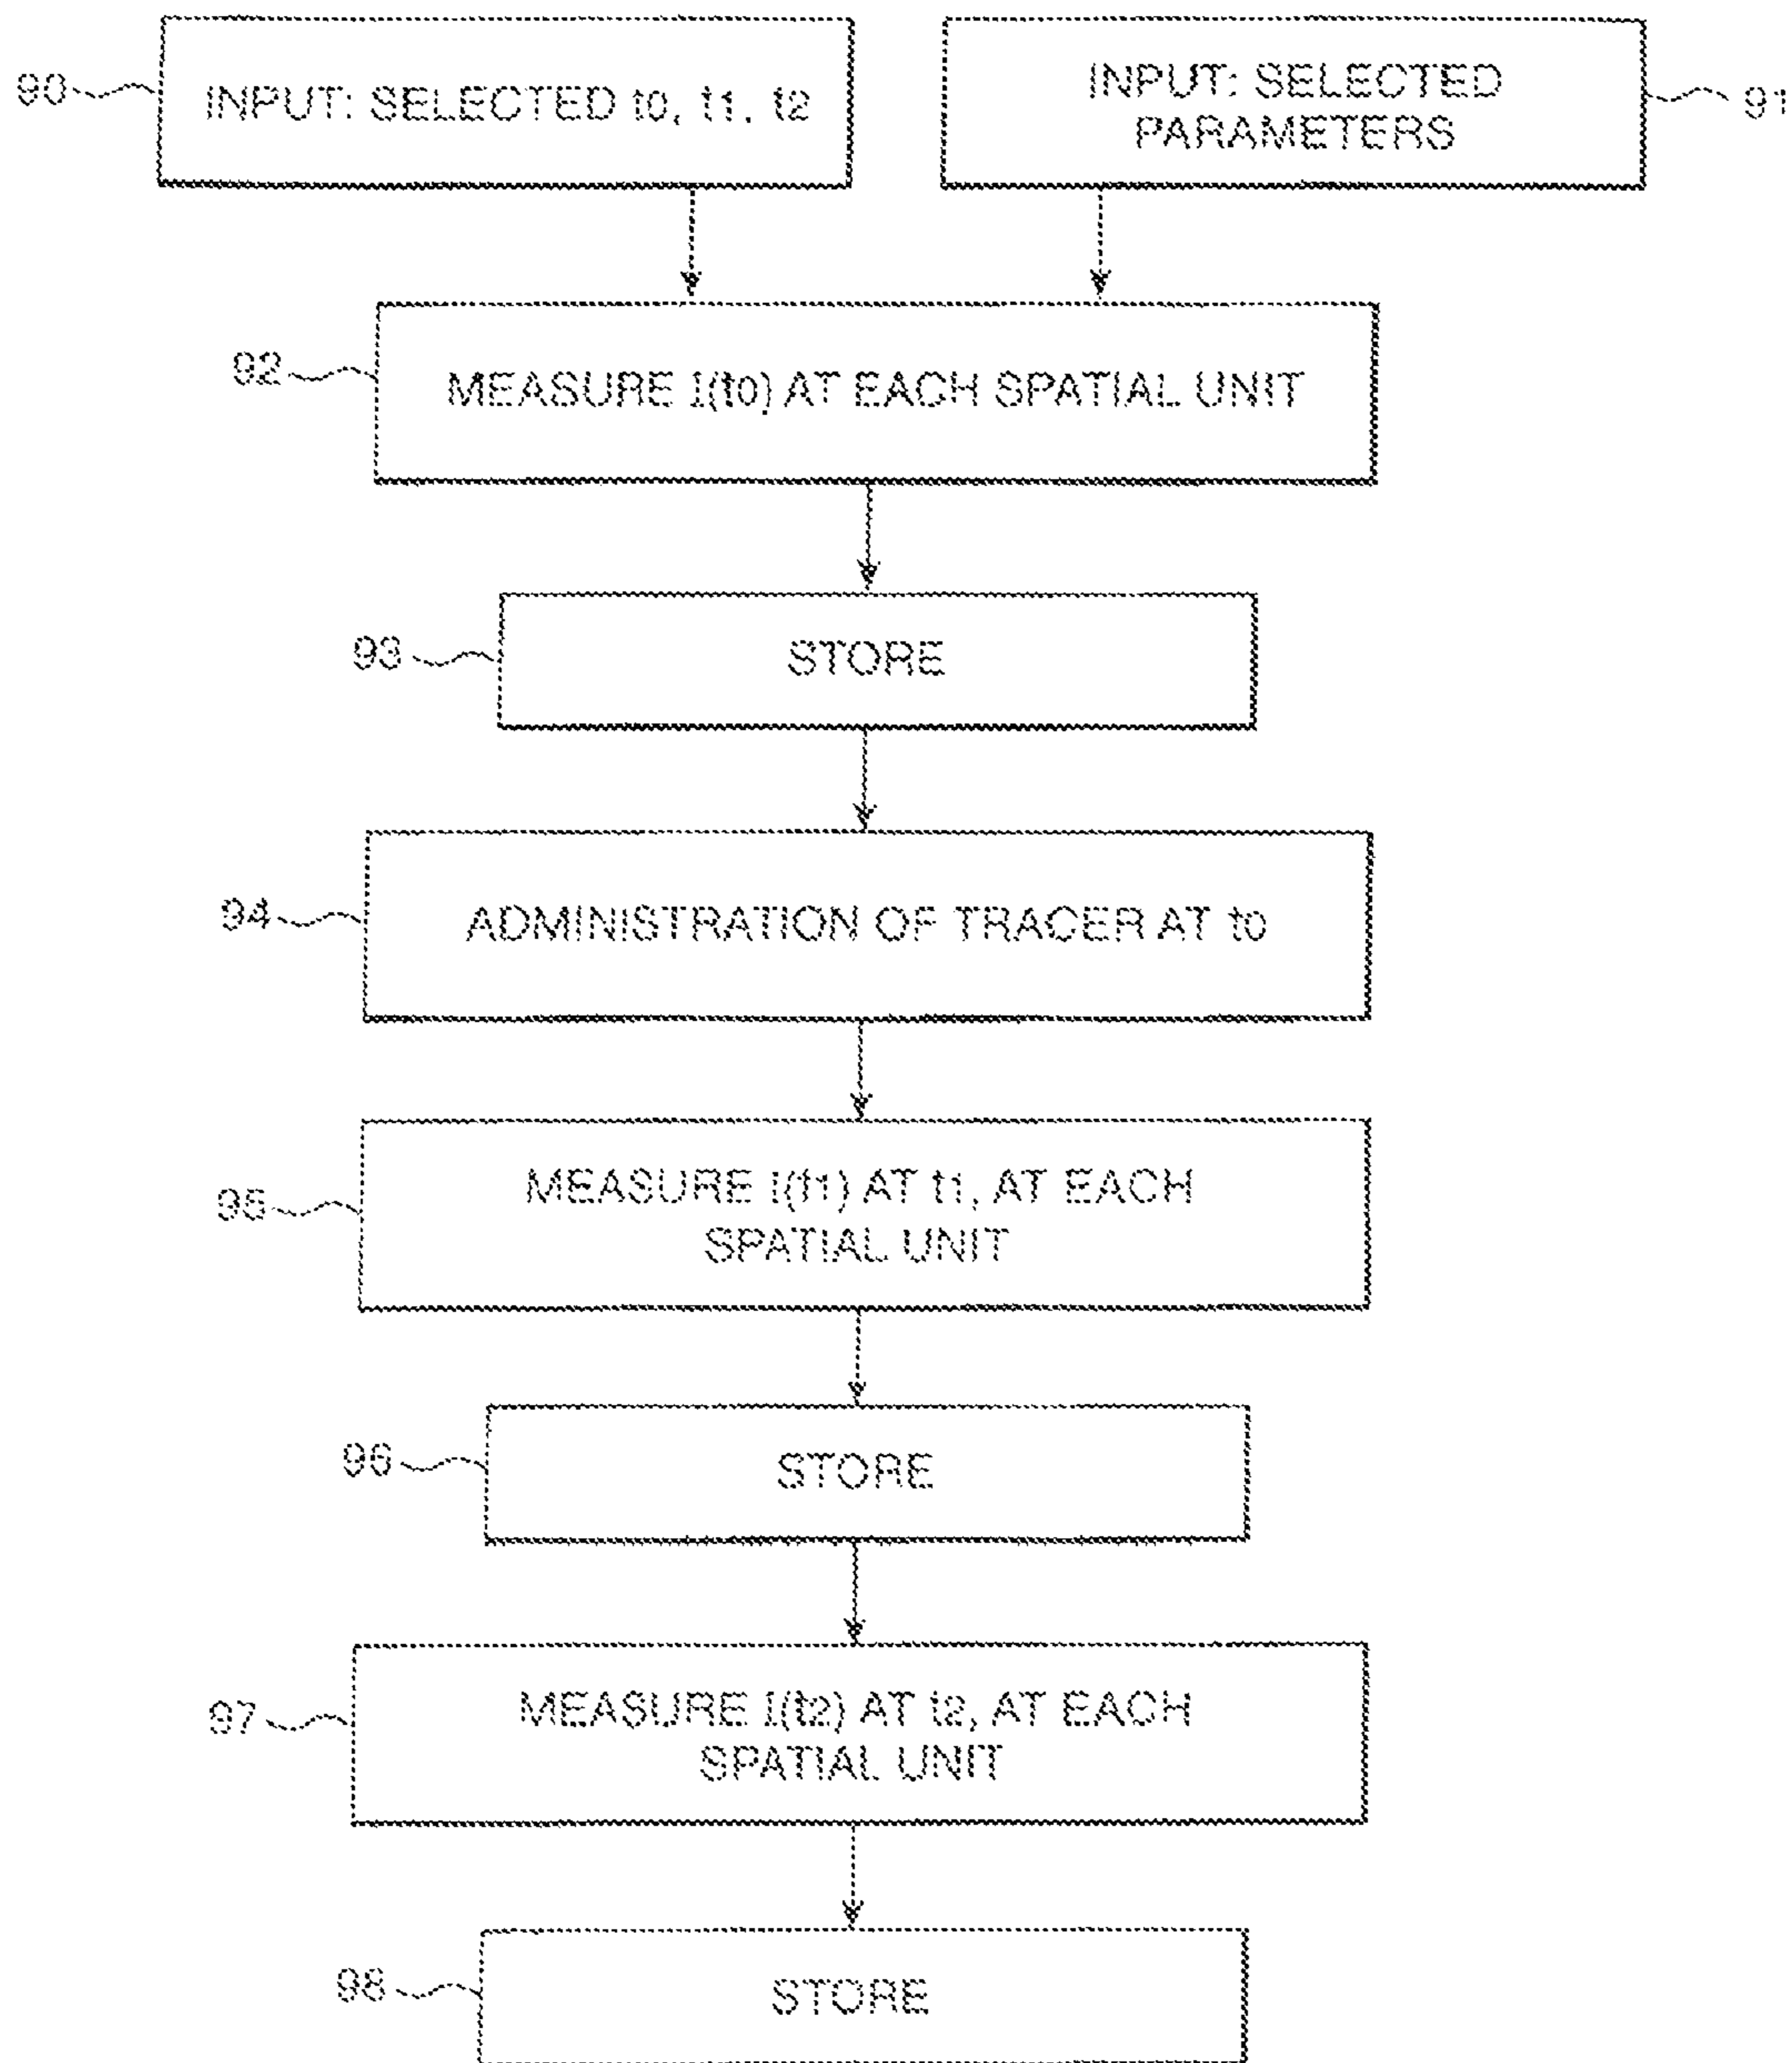 90
INPUT: SELECTED t0, t1, t2
INPUT: SELECTED
PARAMETERS
91
92
MEASURE I(t0) AT EACH SPATIAL UNIT
93
STORE
94
ADMINISTRATION OF TRACER AT t0
95
MEASURE I(t1) AT t1, AT EACH
SPATIAL UNIT
96
STORE
97
MEASURE I(t2) AT t2, AT EACH
SPATIAL UNIT
98
STORE